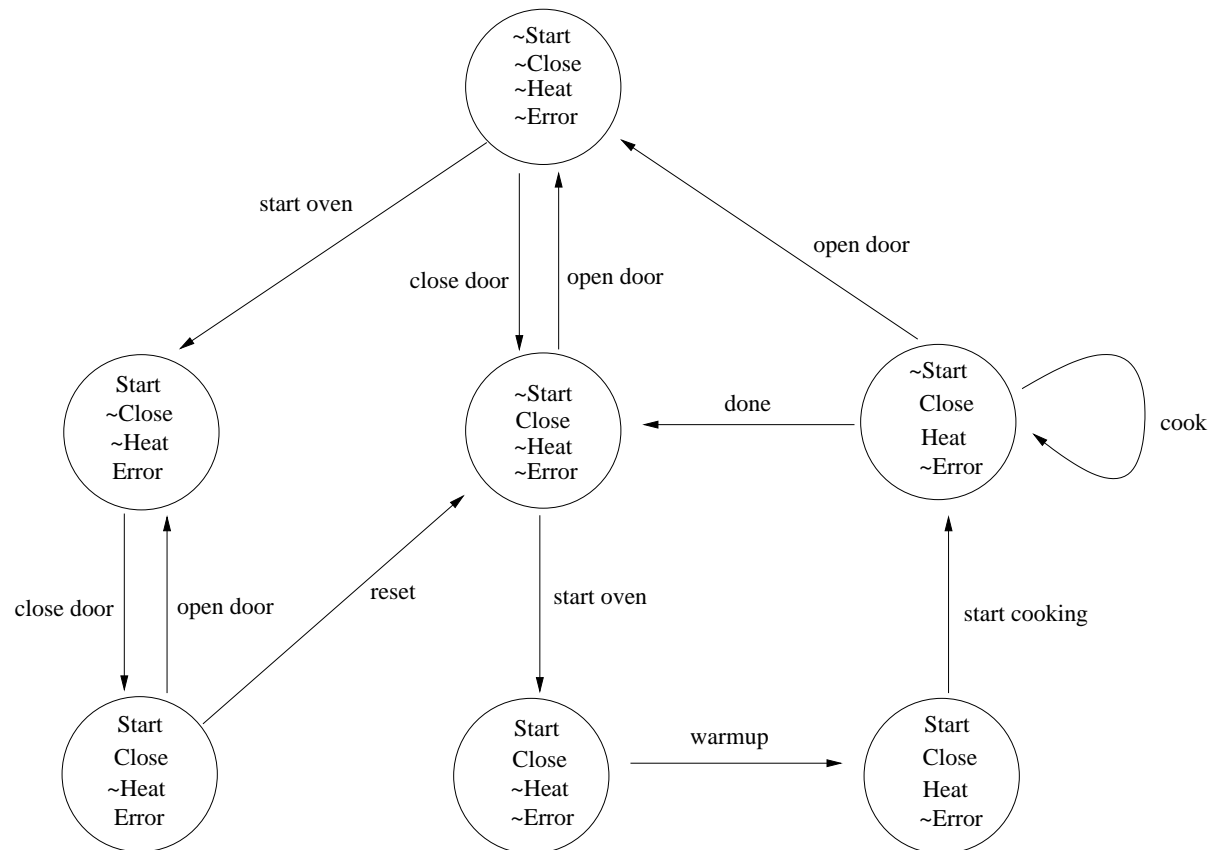 ~Start
~Close
~Heat
~Error
start oven
close door
open door
open door
Start
~Close
~Heat
Error
~Start
Close
~Heat
~Error
done
~Start
Close
Heat
~Error
cook
close door
open door
reset
start oven
start cooking
Start
Close
~Heat
Error
Start
Close
~Heat
~Error
warmup
Start
Close
Heat
~Error